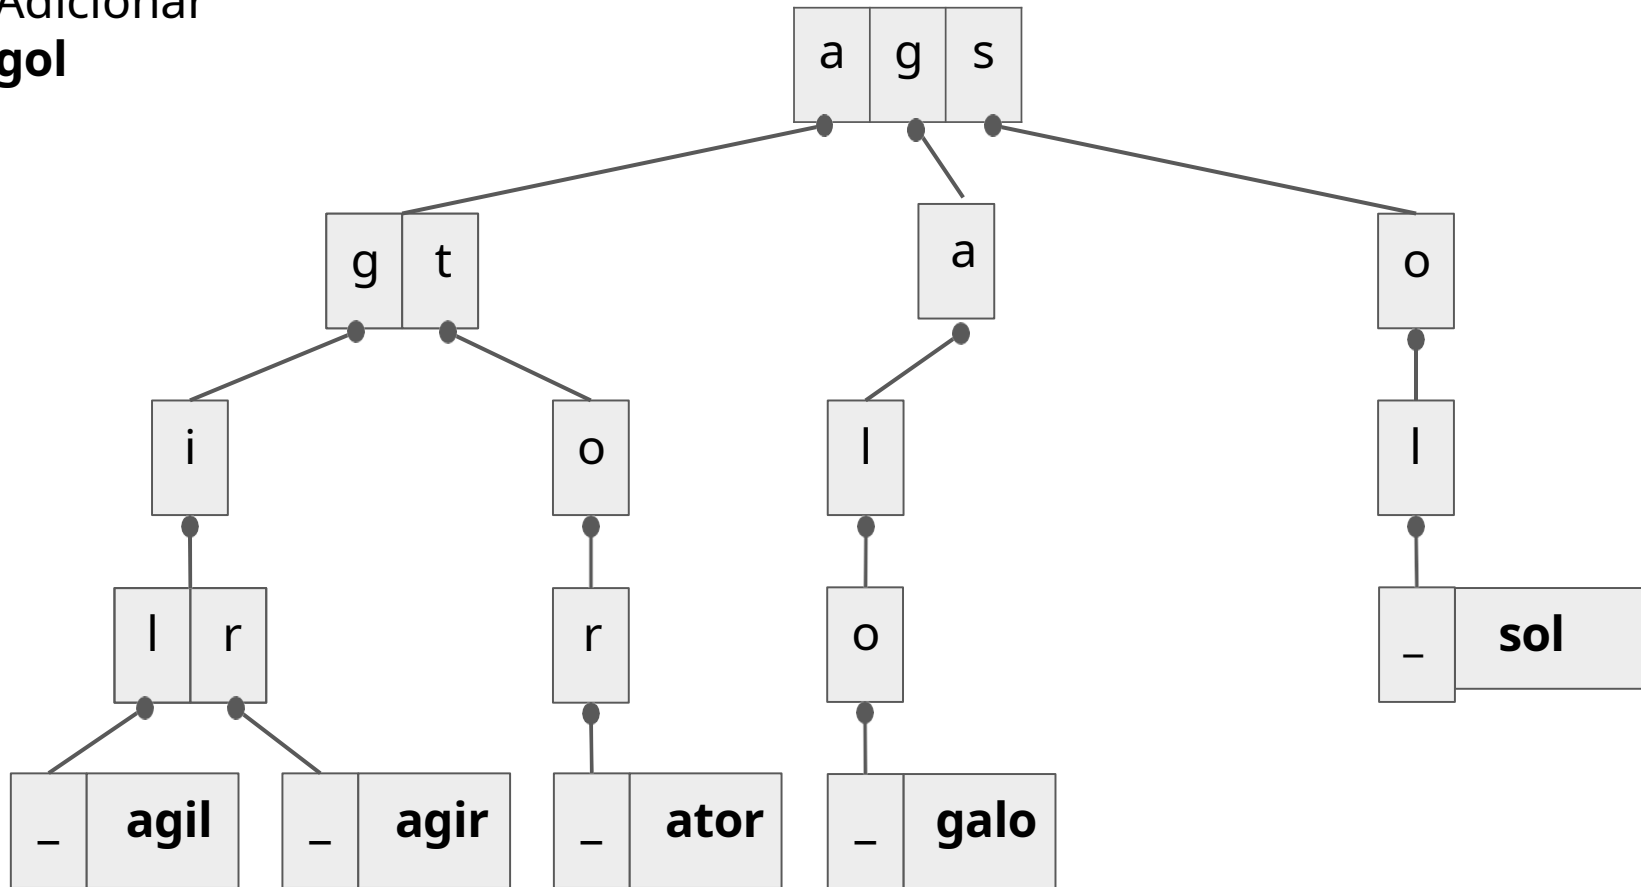 Adicionar
gol
a g s
g t
a
o
i
o
l
l
l r
r
o
_ sol
_ agil
_ agir
_ ator
_ galo